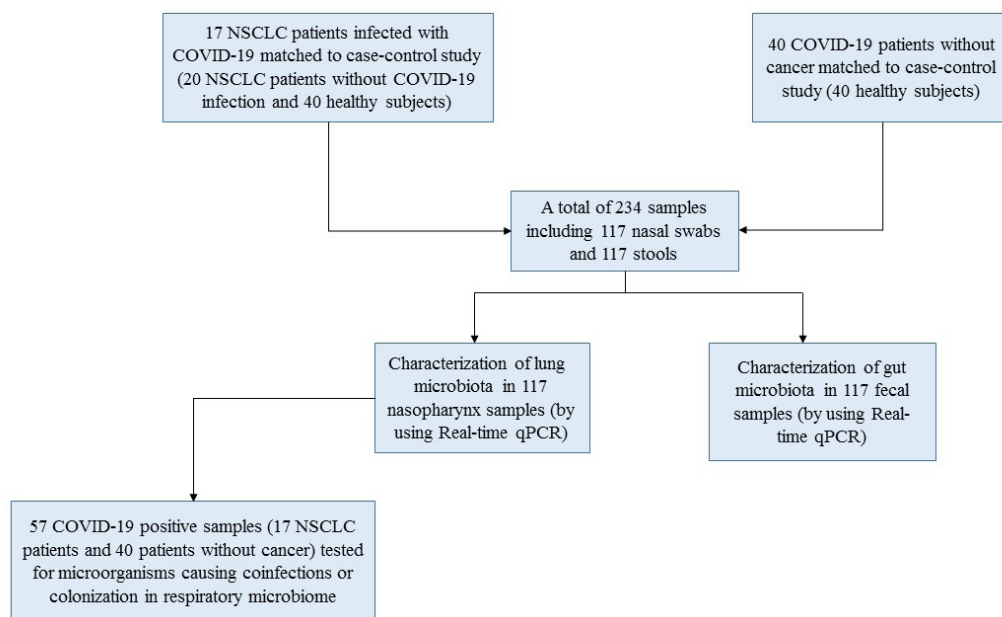 17 NSCLC patients infected with
COVID-19 matched to case-control study
(20 NSCLC patients without COVID-19
infection and 40 healthy subjects)
40 COVID-19 patients without
cancer matched to case-control
study (40 healthy subjects)
A total of 234 samples
including 117 nasal swabs
and 117 stools
Characterization of lung
microbiota in 117
nasopharynx samples (by
using Real-time qPCR)
Characterization of gut
microbiota in 117 fecal
samples (by using Real-
time qPCR)
57 COVID-19 positive samples (17 NSCLC
patients and 40 patients without cancer) tested
for microorganisms causing coinfections or
colonization in respiratory microbiome